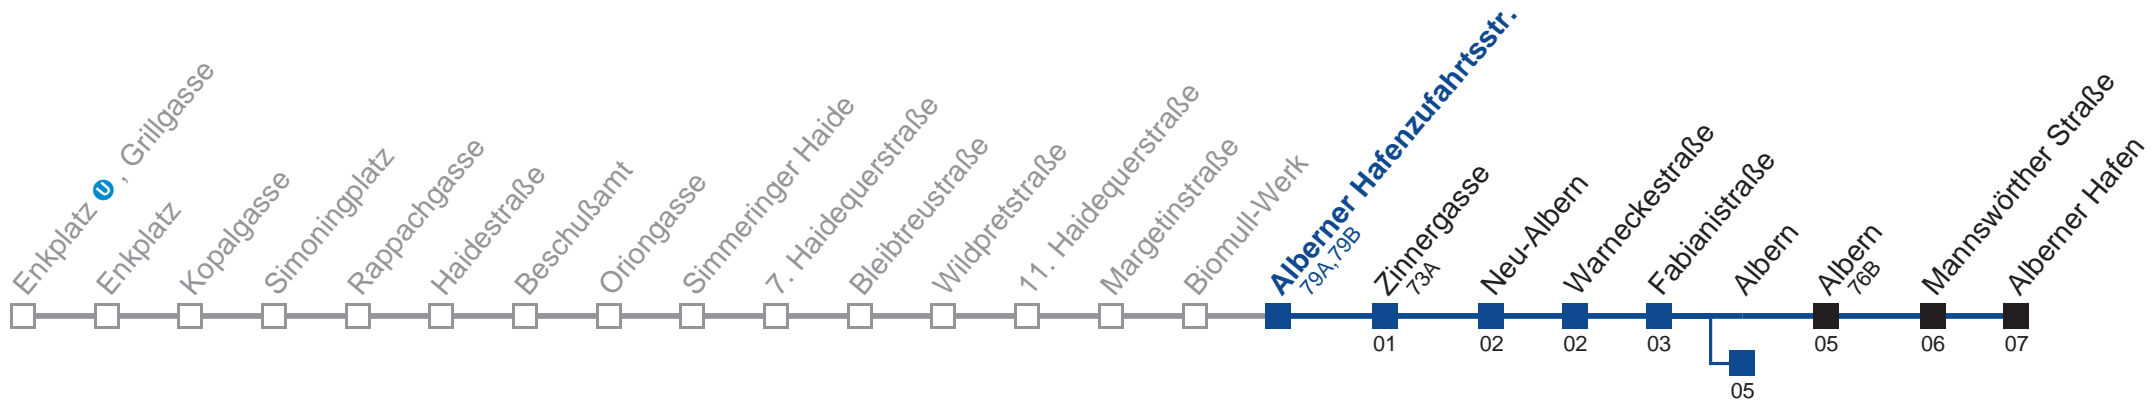 Enkplatz U , Grillgasse
Enkplatz
Kopalgasse
Simoningplatz
Rappachgasse
Haidestraße
Beschußamt
Oriongasse
Simmeringer Haide
7. Haidequerstraße
Bleibtreustraße
Wildpretstraße
11. Haidequerstraße
Margetinstraße
Biomull-Werk
Alberner Hafenzufahrtsstr.
79A, 79B
Zinnergasse
73A
Neu-Albern
Warneckestraße
Fabianistraße
Albern
Albern
76B
Mannswörther Straße
Alberner Hafen
01
02
02
03
05
06
07
05